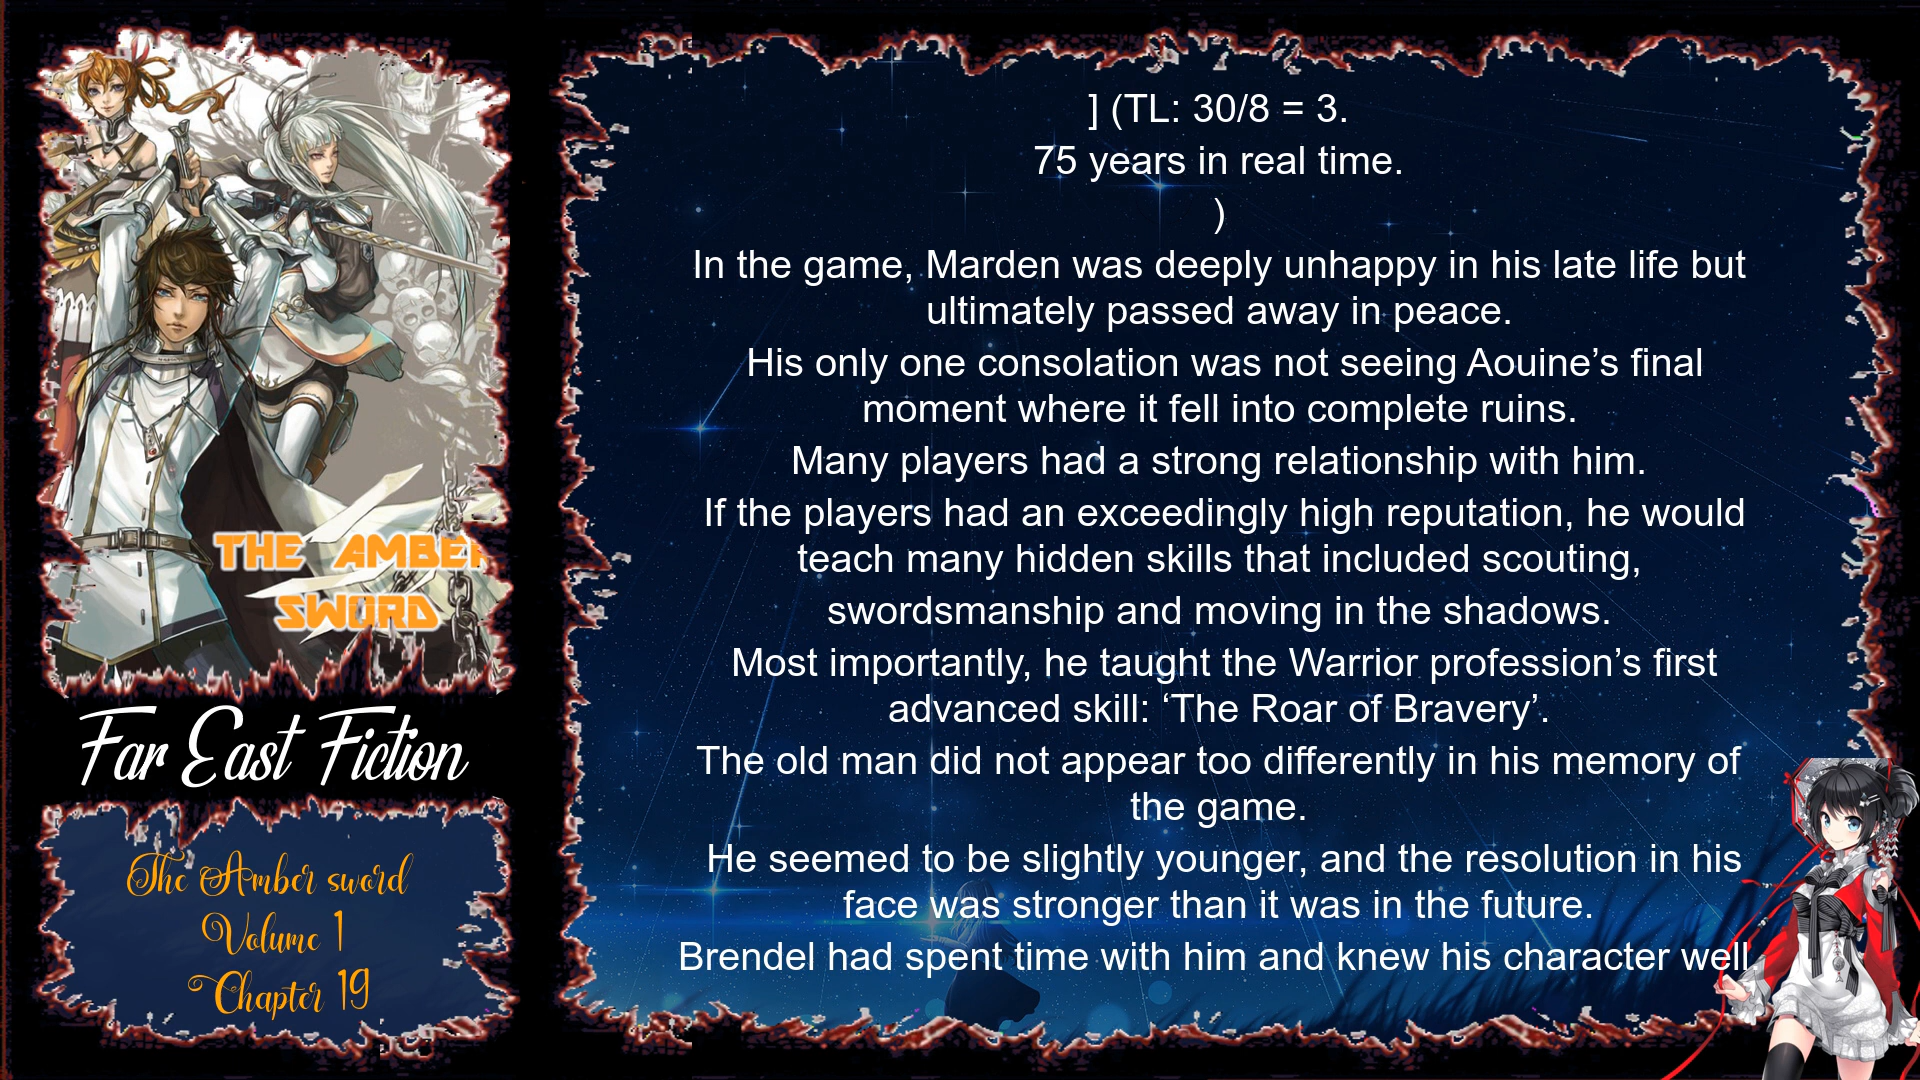 THE AMBER
SWORD
Far East Fiction
The Amber sword
Volume 1
Chapter 19
] (TL: 30/8 = 3.
75 years in real time.
)
In the game, Marden was deeply unhappy in his late life but
ultimately passed away in peace.
His only one consolation was not seeing Aouine’s final
moment where it fell into complete ruins.
Many players had a strong relationship with him.
If the players had an exceedingly high reputation, he would
teach many hidden skills that included scouting,
swordsmanship and moving in the shadows.
Most importantly, he taught the Warrior profession’s first
advanced skill: ‘The Roar of Bravery’.
The old man did not appear too differently in his memory of
the game.
He seemed to be slightly younger, and the resolution in his
face was stronger than it was in the future.
Brendel had spent time with him and knew his character well